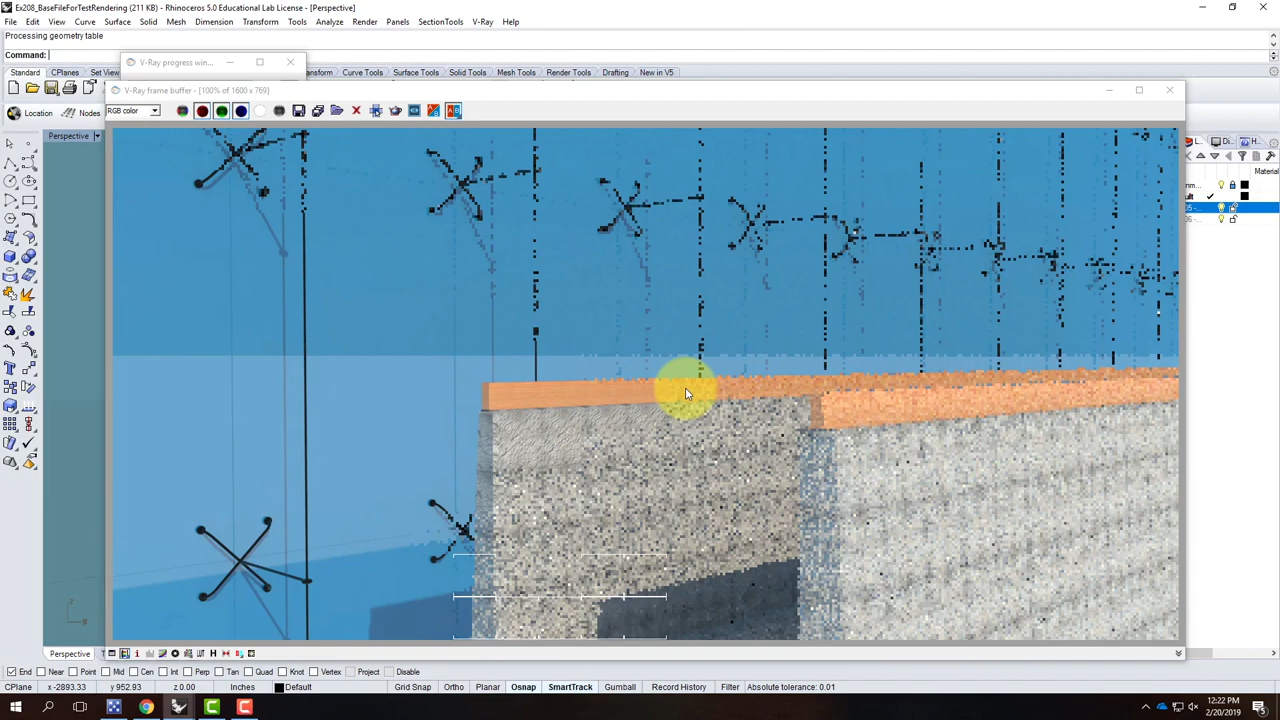 Ex208_BaseFileForTestRendering (211 KB) - Rhinoceros 5.0 Educational Lab License - [Perspective]
File Edit View Curve Surface Solid Mesh Dimension Transform Tools Analyze Render Panels SectionTools V-Ray Help
Processing geometry table
Command:
V-Ray progress win...
Standard CPlanes Set View ansform Curve Tools Surface Tools Solid Tools Mesh Tools Render Tools Drafting New in V5
V-Ray frame buffer - [100% of 1600 x 769]
RGB color
Location Nodes
Perspective
L... Di... H...
Material
Perspective
End Near Point Mid Cen Int Perp Tan Quad Knot Vertex Project Disable
CPlane x -2893.33 y 952.93 z 0.00 Inches Default Grid Snap Ortho Planar Osnap SmartTrack Gumball Record History Filter Absolute tolerance: 0.01
12:22 PM
2/20/2019